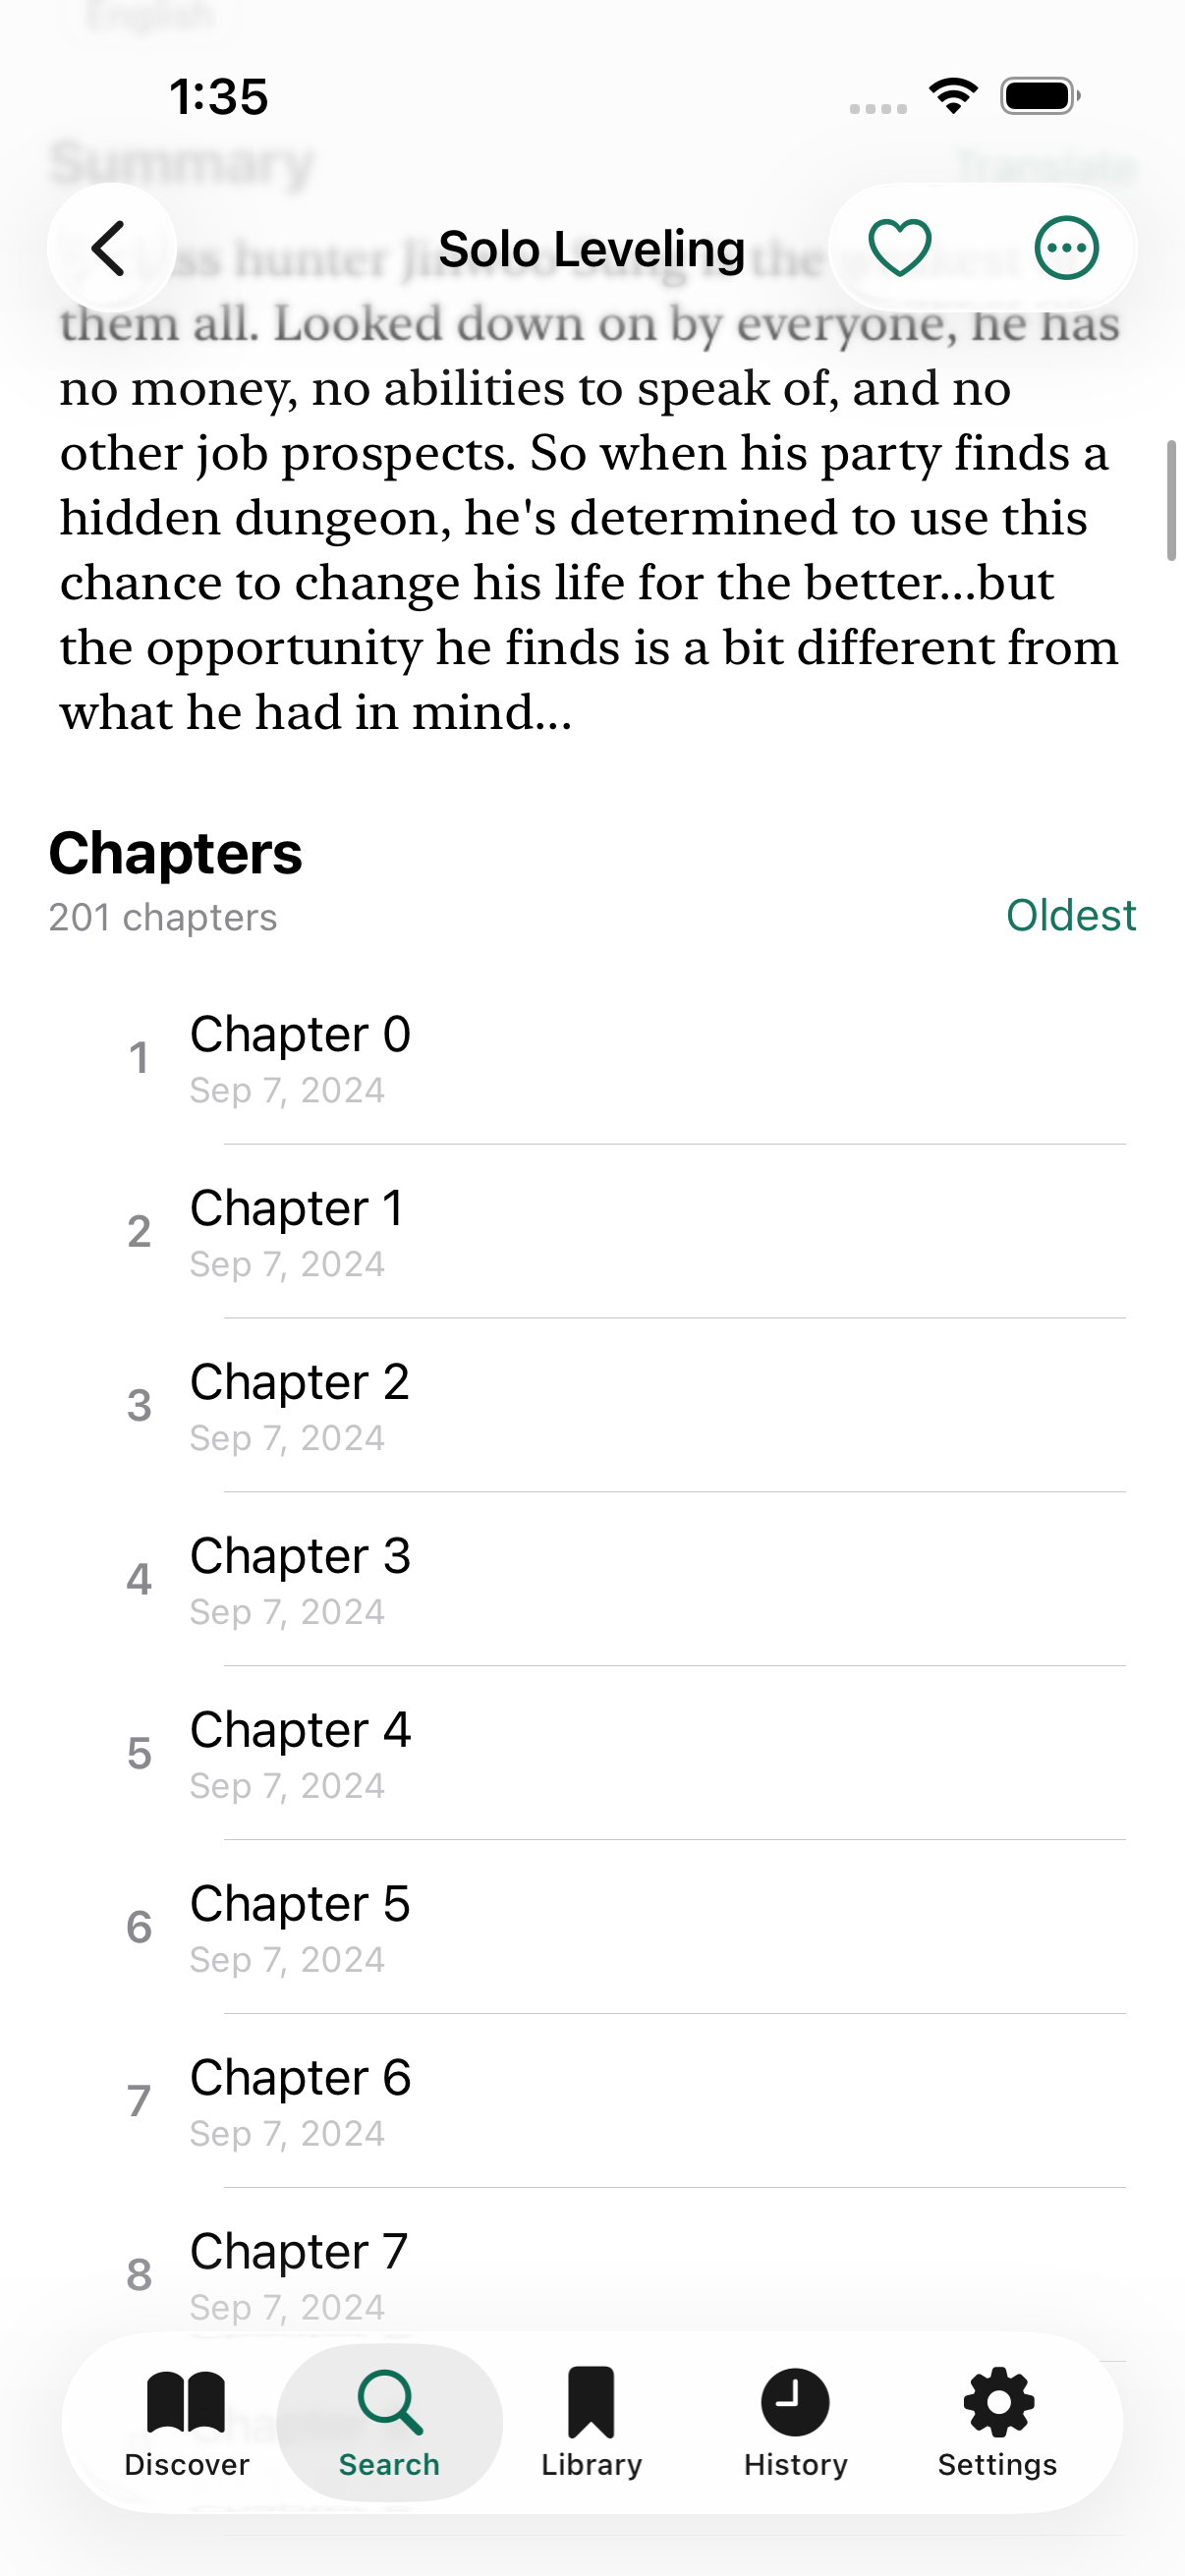 English
1:35
Summary
Translate
Solo Leveling
hunter
the
them all. Looked down on by everyone, he has
no money, no abilities to speak of, and no
other job prospects. So when his party finds a
hidden dungeon, he's determined to use this
chance to change his life for the better...but
the opportunity he finds is a bit different from
what he had in mind...
Chapters
201 chapters
Oldest
1
Chapter 0
Sep 7, 2024
2
Chapter 1
Sep 7, 2024
3
Chapter 2
Sep 7, 2024
4
Chapter 3
Sep 7, 2024
5
Chapter 4
Sep 7, 2024
6
Chapter 5
Sep 7, 2024
7
Chapter 6
Sep 7, 2024
8
Chapter 7
Sep 7, 2024
Discover
Search
Library
History
Settings